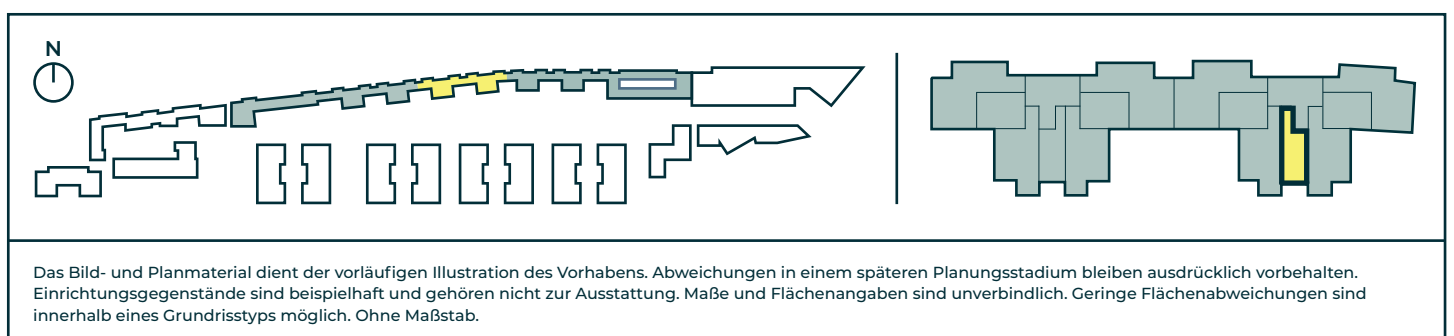 N
Das Bild- und Planmaterial dient der vorläufigen Illustration des Vorhabens. Abweichungen in einem späteren Planungsstadium bleiben ausdrücklich vorbehalten.
Einrichtungsgegenstände sind beispielhaft und gehören nicht zur Ausstattung. Maße und Flächenangaben sind unverbindlich. Geringe Flächenabweichungen sind
innerhalb eines Grundrisstyps möglich. Ohne Maßstab.